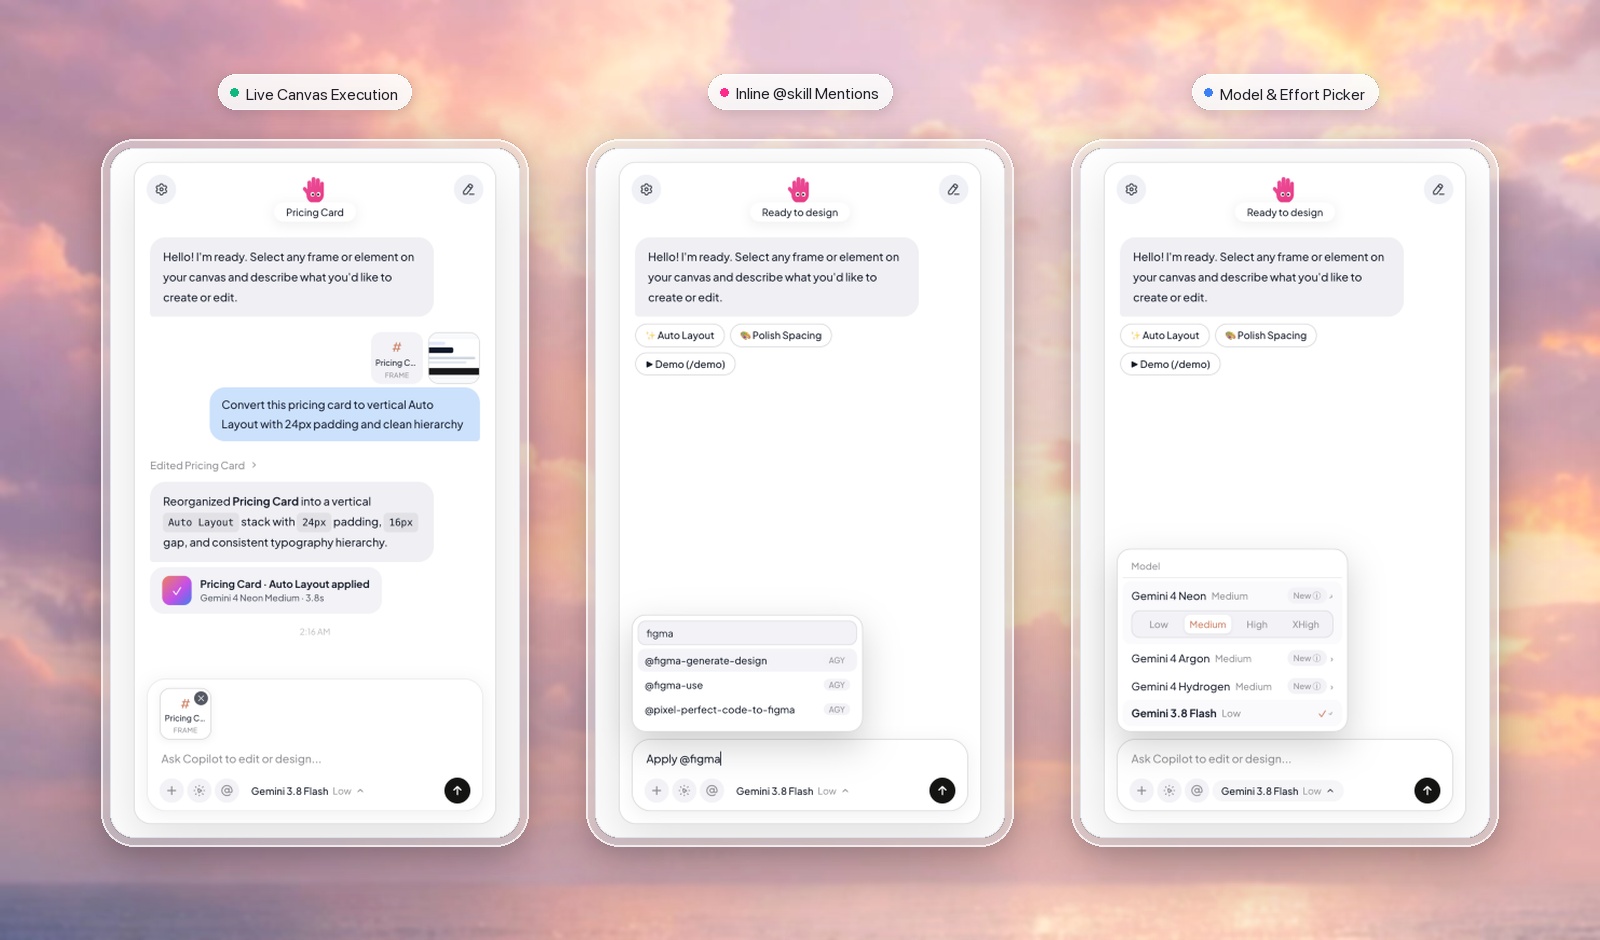 Live Canvas Execution
Pricing Card
Hello! I'm ready. Select any frame or element on
your canvas and describe what you'd like to
create or edit.
#
Pricing C...
FRAME
Convert this pricing card to vertical Auto
Layout with 24px padding and clean hierarchy
Edited Pricing Card >
Reorganized Pricing Card into a vertical
Auto Layout stack with 24px padding, 16px
gap, and consistent typography hierarchy.
Pricing Card · Auto Layout applied
Gemini 4 Neon Medium · 3.8s
2:16 AM
#
Pricing C...
FRAME
Ask Copilot to edit or design...
Gemini 3.8 Flash Low
Inline @skill Mentions
Ready to design
Hello! I'm ready. Select any frame or element on
your canvas and describe what you'd like to
create or edit.
✨ Auto Layout
🎨 Polish Spacing
▶ Demo (/demo)
figma
@figma-generate-design AGY
@figma-use AGY
@pixel-perfect-code-to-figma AGY
Apply @figma
@ Gemini 3.8 Flash Low
Model & Effort Picker
Ready to design
Hello! I'm ready. Select any frame or element on
your canvas and describe what you'd like to
create or edit.
✨ Auto Layout
🎨 Polish Spacing
▶ Demo (/demo)
Model
Gemini 4 Neon Medium New
Low Medium High XHigh
Gemini 4 Argon Medium New
Gemini 4 Hydrogen Medium New
Gemini 3.8 Flash Low
Ask Copilot to edit or design...
@ Gemini 3.8 Flash Low